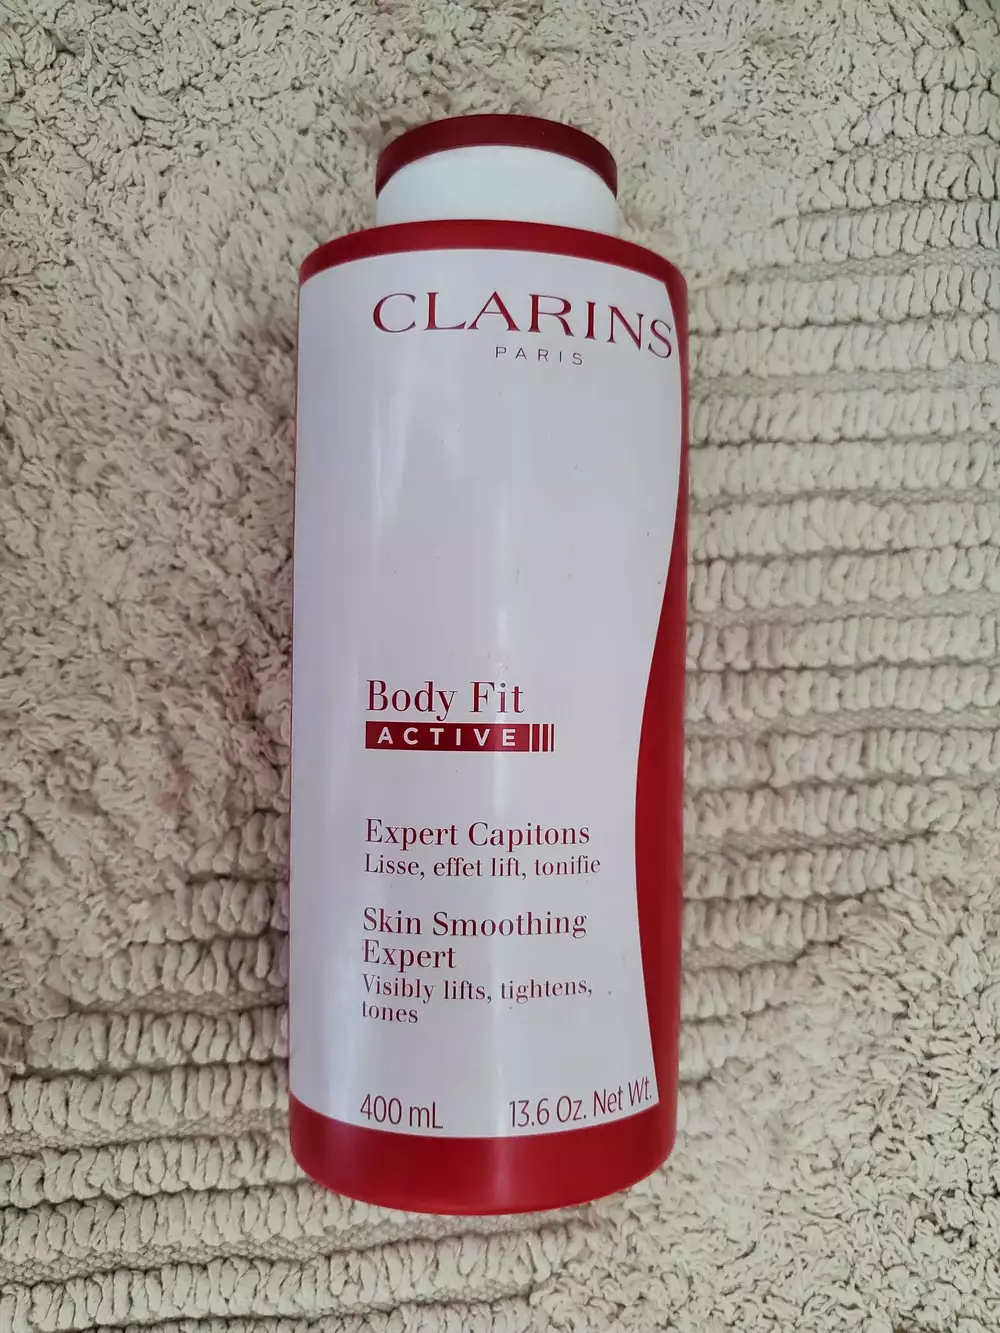 CLARINS
PARIS
Body Fit
ACTIVE
Expert Capitons
Lisse, effet lift, tonifie
Skin Smoothing
Expert
Visibly lifts, tightens,
tones
400 mL 13.6 Oz. Net Wt.